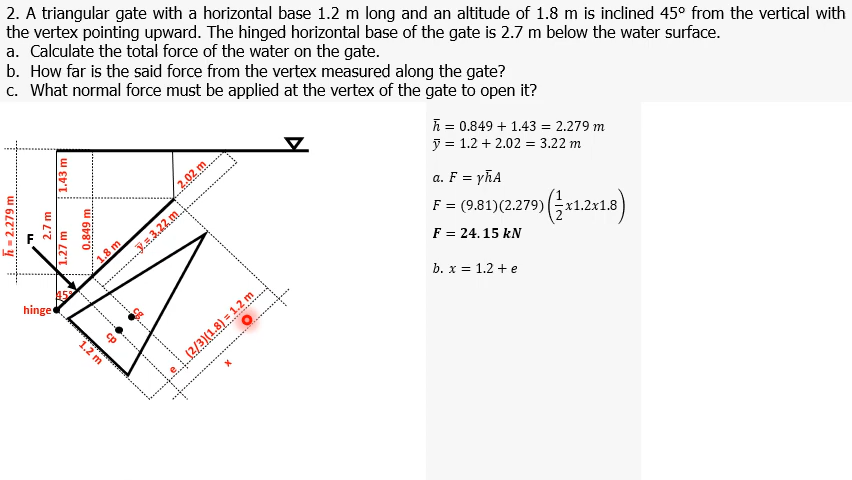 2. A triangular gate with a horizontal base 1.2 m long and an altitude of 1.8 m is inclined 45° from the vertical with
the vertex pointing upward. The hinged horizontal base of the gate is 2.7 m below the water surface.
a. Calculate the total force of the water on the gate.
b. How far is the said force from the vertex measured along the gate?
c. What normal force must be applied at the vertex of the gate to open it?
h̄ = 0.849 + 1.43 = 2.279 m
ȳ = 1.2 + 2.02 = 3.22 m
a. F = γh̄A
F = (9.81)(2.279)(1/2 x1.2x1.8)
F = 24.15 kN
b. x = 1.2 + e
h̄ = 2.279 m
F
2.7 m
1.43 m
1.27 m
0.849 m
1.8 m
ȳ = 3.22 m
2.02 m
45°
hinge
cg
cp
1.2 m
e
(2/3)(1.8) = 1.2 m
x